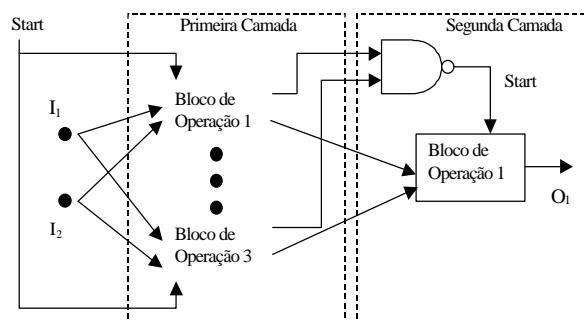 Start
Primeira Camada
Segunda Camada
I1
Bloco de
Operação 1
Start
Bloco de
Operação 1
O1
I2
Bloco de
Operação 3